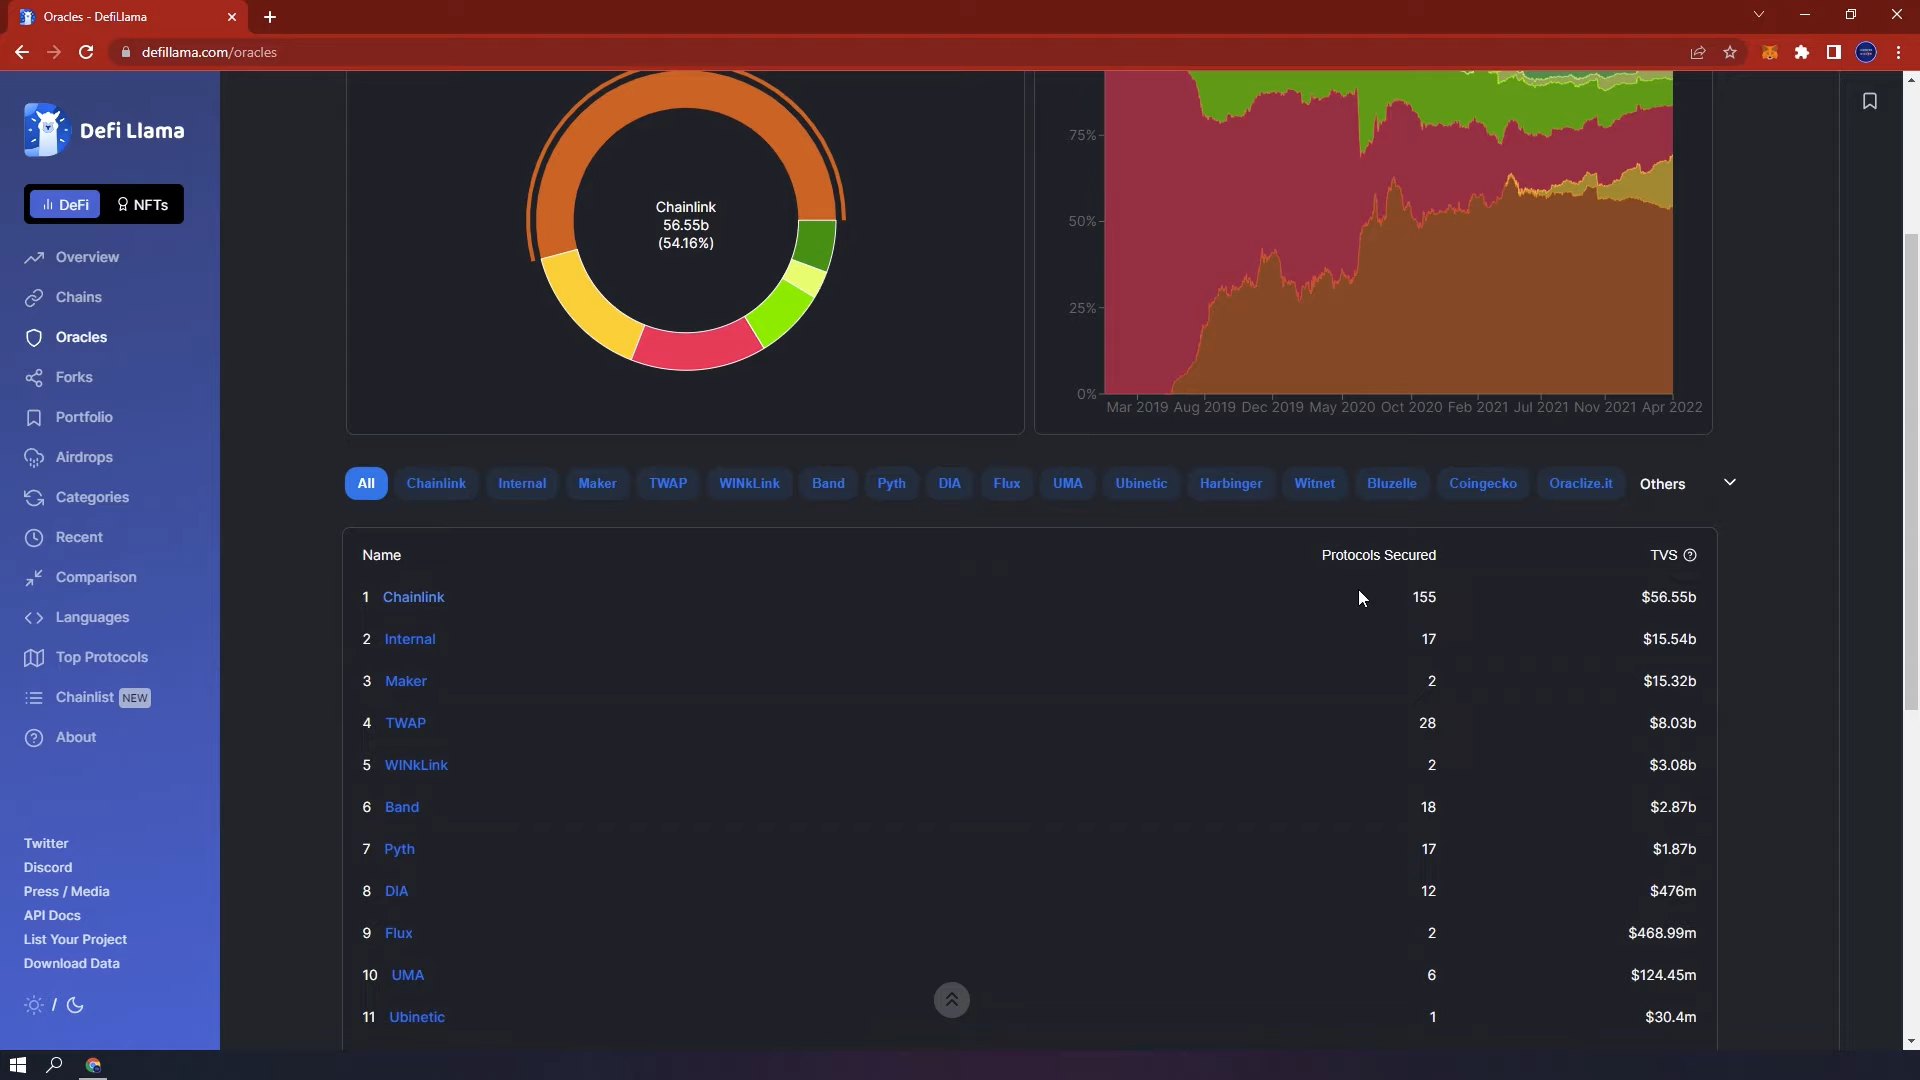 Oracles - DefiLlama
defillama.com/oracles
Defi Llama
DeFi NFTs
Overview
Chains
Oracles
Forks
Portfolio
Airdrops
Categories
Recent
Comparison
Languages
Top Protocols
Chainlist NEW
About
Twitter
Discord
Press / Media
API Docs
List Your Project
Download Data
/
Chainlink
56.55b
(54.16%)
75%
50%
25%
0%
Mar 2019 Aug 2019 Dec 2019 May 2020 Oct 2020 Feb 2021 Jul 2021 Nov 2021 Apr 2022
All Chainlink Internal Maker TWAP WINkLink Band Pyth DIA Flux UMA Ubinetic Harbinger Witnet Bluzelle Coingecko Oraclize.it Others
Name Protocols Secured TVS
1 Chainlink 155 $56.55b
2 Internal 17 $15.54b
3 Maker 2 $15.32b
4 TWAP 28 $8.03b
5 WINkLink 2 $3.08b
6 Band 18 $2.87b
7 Pyth 17 $1.87b
8 DIA 12 $476m
9 Flux 2 $468.99m
10 UMA 6 $124.45m
11 Ubinetic 1 $30.4m